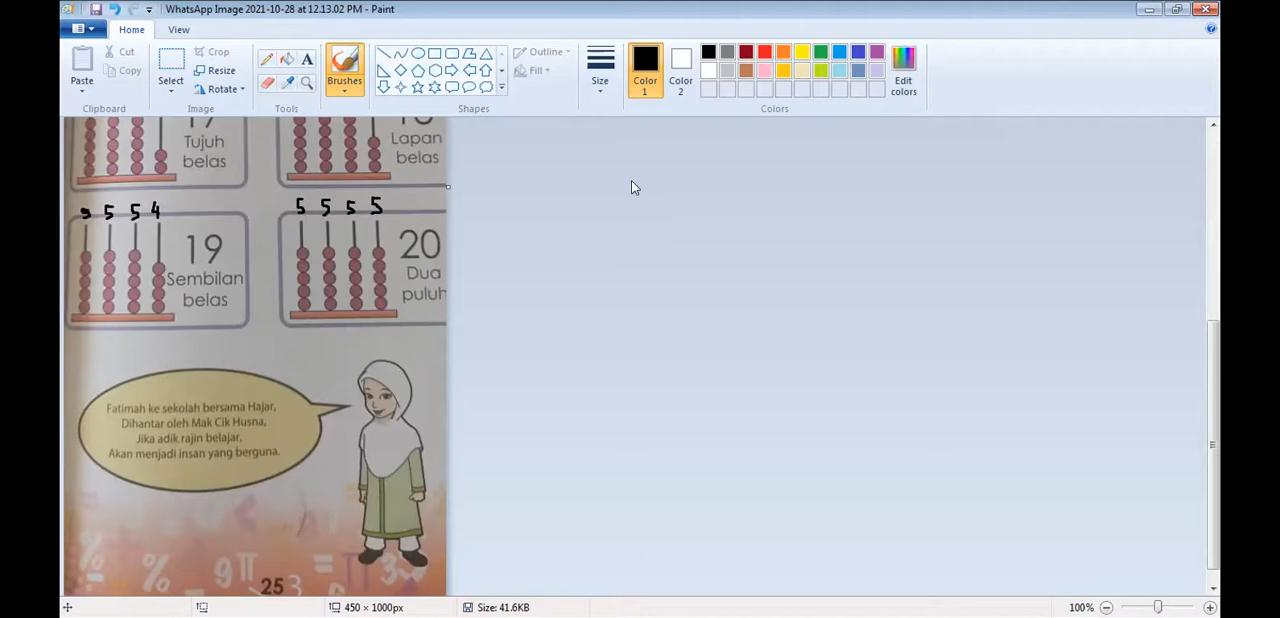 WhatsApp Image 2021-10-28 at 12.13.02 PM - Paint
Home
View
Paste
Cut
Copy
Clipboard
Select
Crop
Resize
Rotate
Image
A
Tools
Brushes
Outline
Fill
Shapes
Size
Color
1
Color
2
Edit
colors
Colors
Tujuh
belas
Lapan
belas
5 5 4
5 5 5 5
19
Sembilan
belas
20
Dua
puluh
Fatimah ke sekolah bersama Hajar,
Dihantar oleh Mak Cik Husna,
Jika adik rajin belajar,
Akan menjadi insan yang berguna.
% % 9π = π 3
25
3
450 × 1000px
Size: 41.6KB
100%